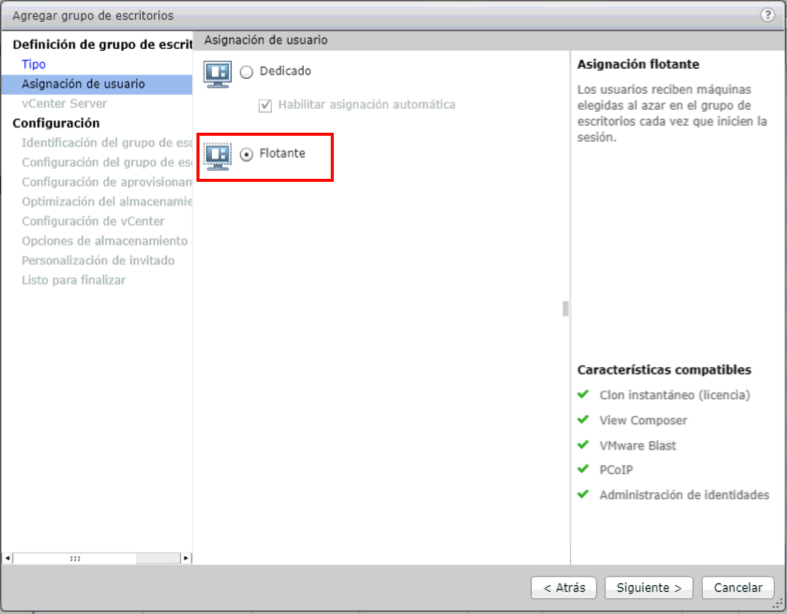 Agregar grupo de escritorios
?
Definición de grupo de escrit
Tipo
Asignación de usuario
vCenter Server
Configuración
Identificación del grupo de esc
Configuración del grupo de es
Configuración de aprovisionam
Optimización del almacenamie
Configuración de vCenter
Opciones de almacenamiento
Personalización de invitado
Listo para finalizar
Asignación de usuario
Dedicado
Habilitar asignación automática
Flotante
Asignación flotante
Los usuarios reciben máquinas
elegidas al azar en el grupo de
escritorios cada vez que inicien la
sesión.
Características compatibles
Clon instantáneo (licencia)
View Composer
VMware Blast
PCoIP
Administración de identidades
< Atrás
Siguiente >
Cancelar